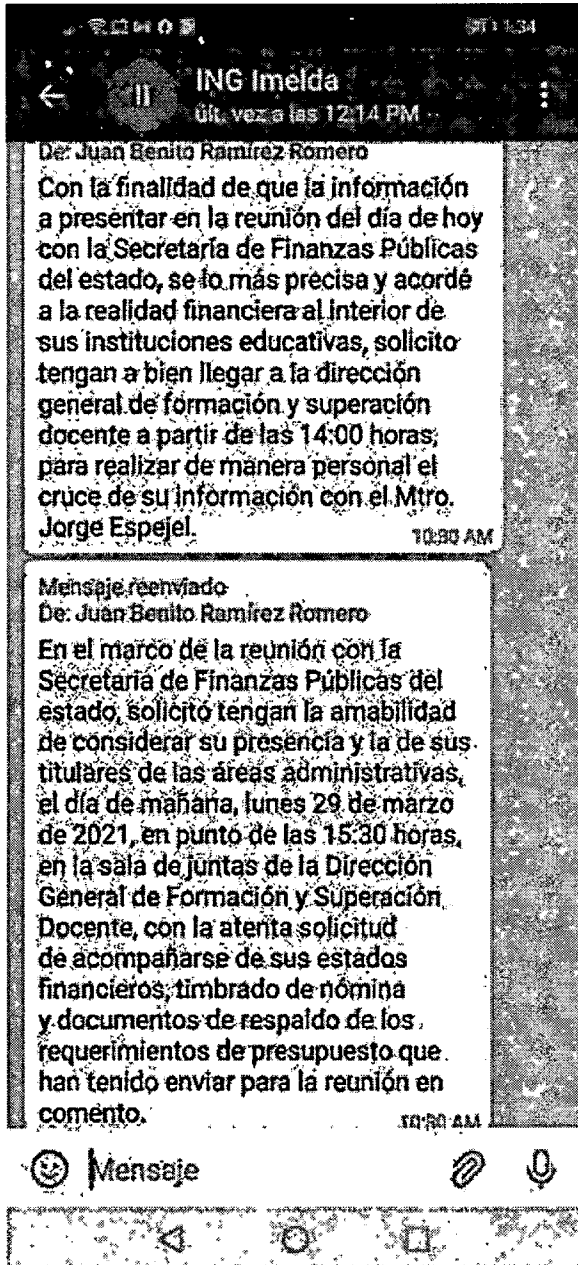 11:34
ING Imelda
últ. vez a las 12:14 PM
De: Juan Benito Ramírez Romero
Con la finalidad de que la información
a presentar en la reunión del día de hoy
con la Secretaría de Finanzas Públicas
del estado, se lo más precisa y acordé
a la realidad financiera al interior de
sus instituciones educativas, solicito
tengan a bien llegar a la dirección
general de formación y superación
docente a partir de las 14:00 horas,
para realizar de manera personal el
cruce de su información con el Mtro.
Jorge Espejel.
10:30 AM
Mensaje reenviado
De: Juan Benito Ramírez Romero
En el marco de la reunión con la
Secretaría de Finanzas Públicas del
estado, solicitó tengan la amabilidad
de considerar su presencia y la de sus
titulares de las áreas administrativas,
el día de mañana, lunes 29 de marzo
de 2021, en punto de las 15:30 horas,
en la sala de juntas de la Dirección
General de Formación y Superación
Docente, con la atenta solicitud
de acompañarse de sus estados
financieros, timbrado de nómina
y documentos de respaldo de los
requerimientos de presupuesto que
han tenido enviar para la reunión en
comento.
10:30 AM
Mensaje